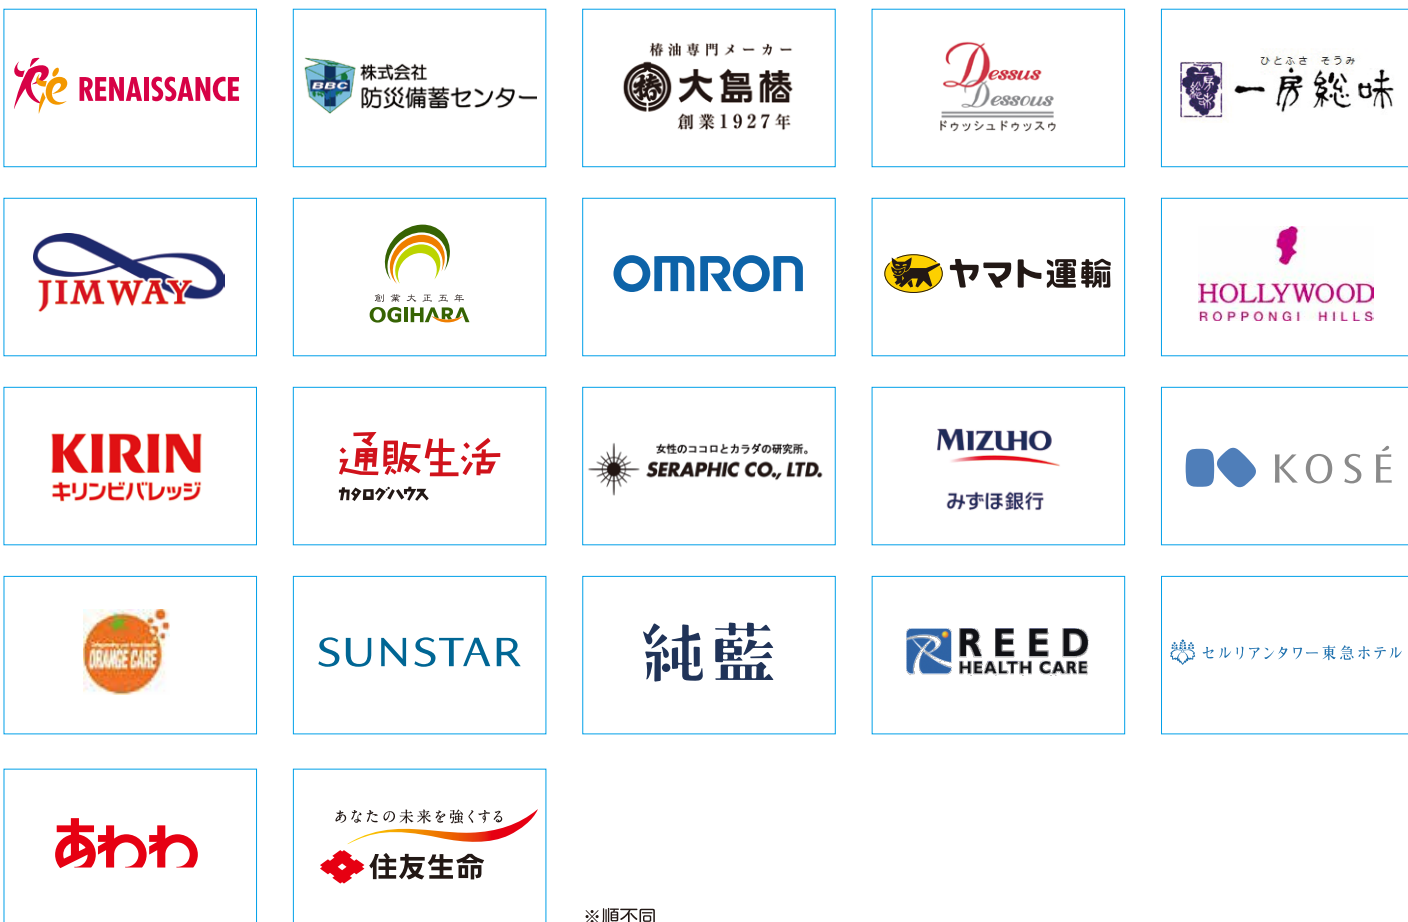 RENAISSANCE
BBC
株式会社
防災備蓄センター
椿油専門メーカー
椿
大島椿
創業1927年
Dessus
Dessous
ドゥッシュドゥッスゥ
ひとふさ そうみ
一房総味
一房総味
JIMWAY
創業大正五年
OGIHARA
OMRON
ヤマト運輸
HOLLYWOOD
ROPPONGI HILLS
KIRIN
キリンビバレッジ
通販生活
カタログハウス
女性のココロとカラダの研究所。
SERAPHIC CO., LTD.
MIZUHO
みずほ銀行
KOSÉ
ORANGE CARE
SUNSTAR
純藍
REED
HEALTH CARE
セルリアンタワー東急ホテル
あわわ
あなたの未来を強くする
住友生命
※順不同